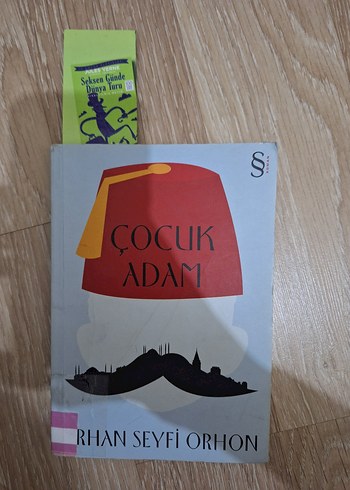 Seksen Günde
Dünya Turu
ÇOCUK
ADAM
RHAN SEYFİ ORHON